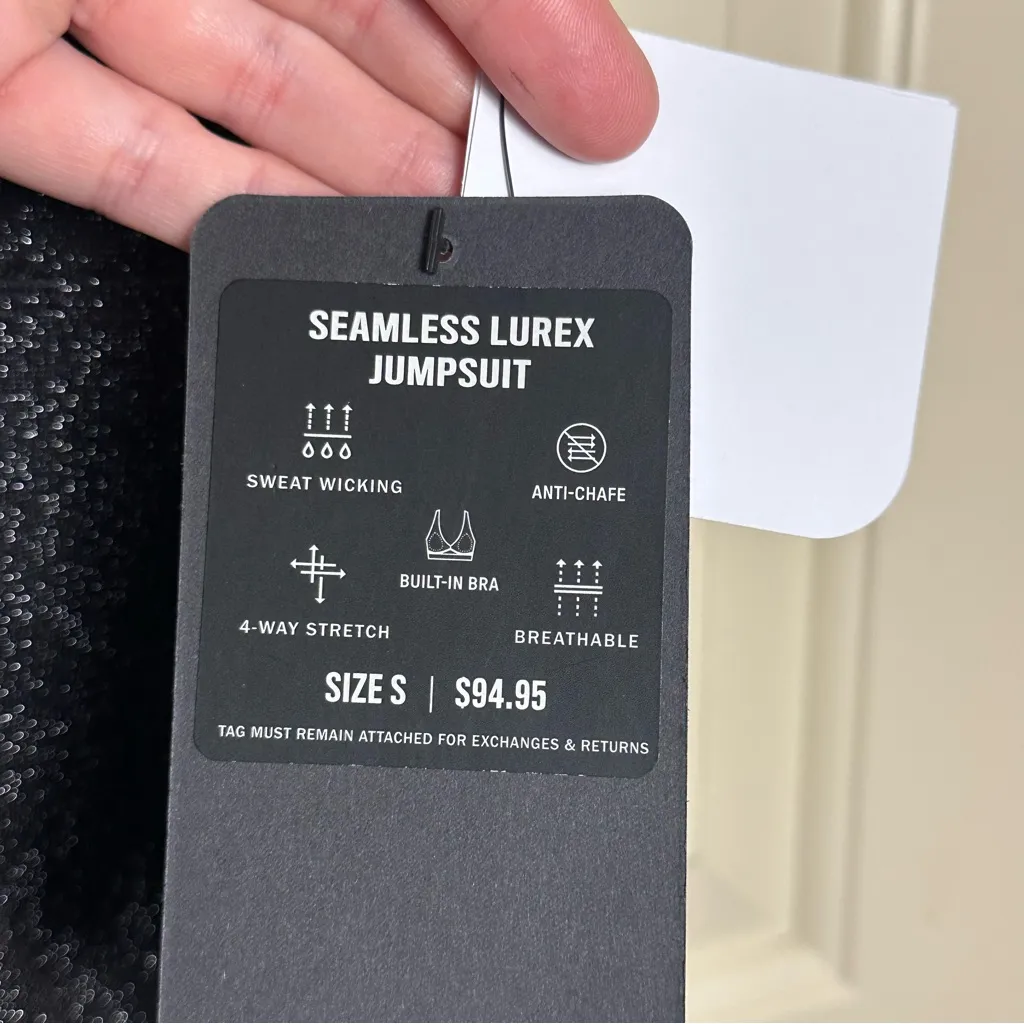 SEAMLESS LUREX
JUMPSUIT
SWEAT WICKING
ANTI-CHAFE
BUILT-IN BRA
4-WAY STRETCH
BREATHABLE
SIZE S | $94.95
TAG MUST REMAIN ATTACHED FOR EXCHANGES & RETURNS